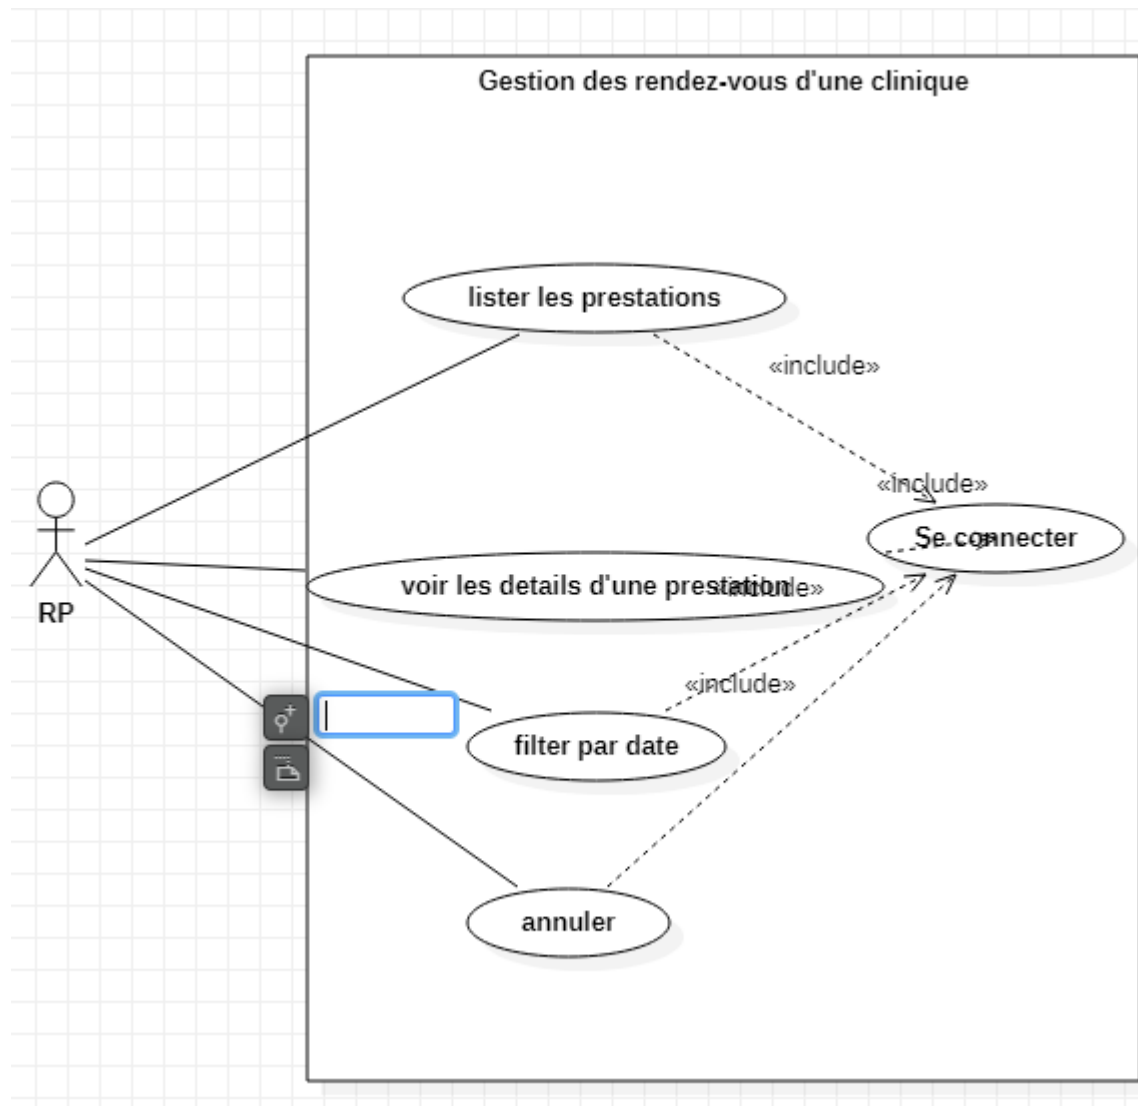 Gestion des rendez-vous d'une clinique
lister les prestations
«include»
«include»
Se connecter
voir les details d'une prestation
«include»
RP
«include»
filter par date
annuler